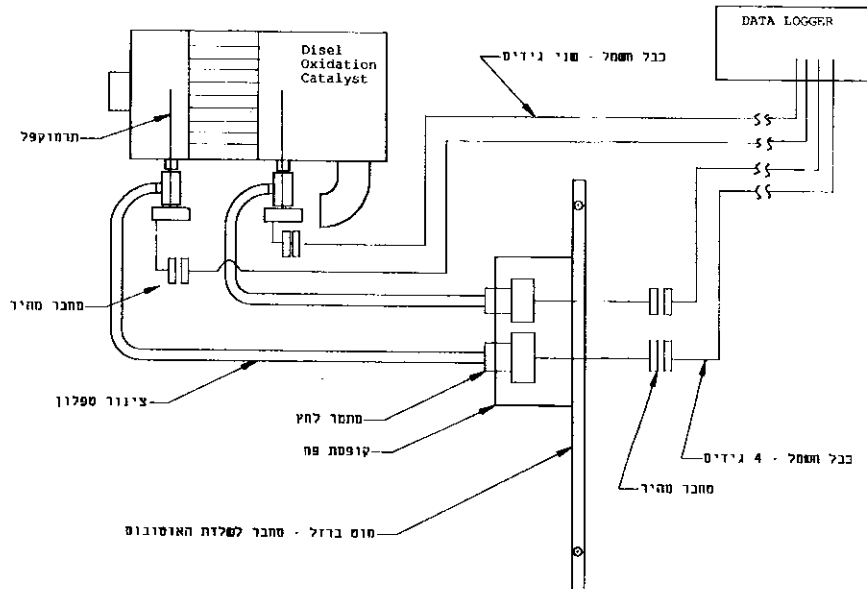 DATA LOGGER
Disel
Oxidation
Catalyst
כבל חשמל - שני גידים
תרמוקפל
מחבר מהיר
צינור טפלון
מתמר לחץ
קופסת פח
כבל חשמל - 4 גידים
מחבר מהיר
מוט ברזל - מחבר לשלדת האוטובוס